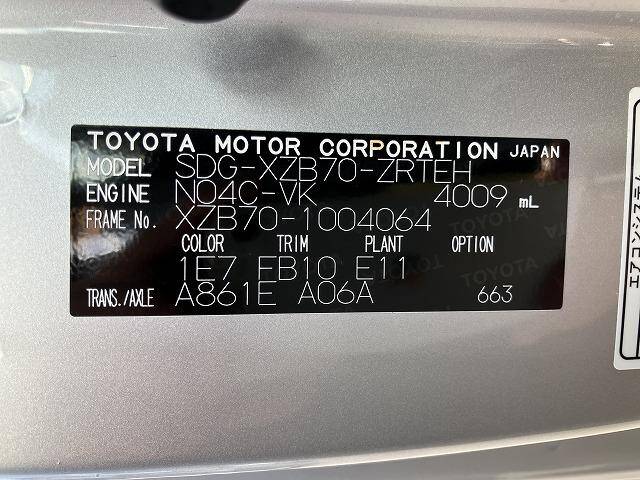 TOYOTA MOTOR CORPORATION JAPAN
MODEL SDG-XZB70-ZRTEH
ENGINE N04C-VK 4009 mL
FRAME No. XZB70-1004064
COLOR TRIM PLANT OPTION
1E7 FB10 E11
TRANS./AXLE A861E A06A 663
TOYOTA